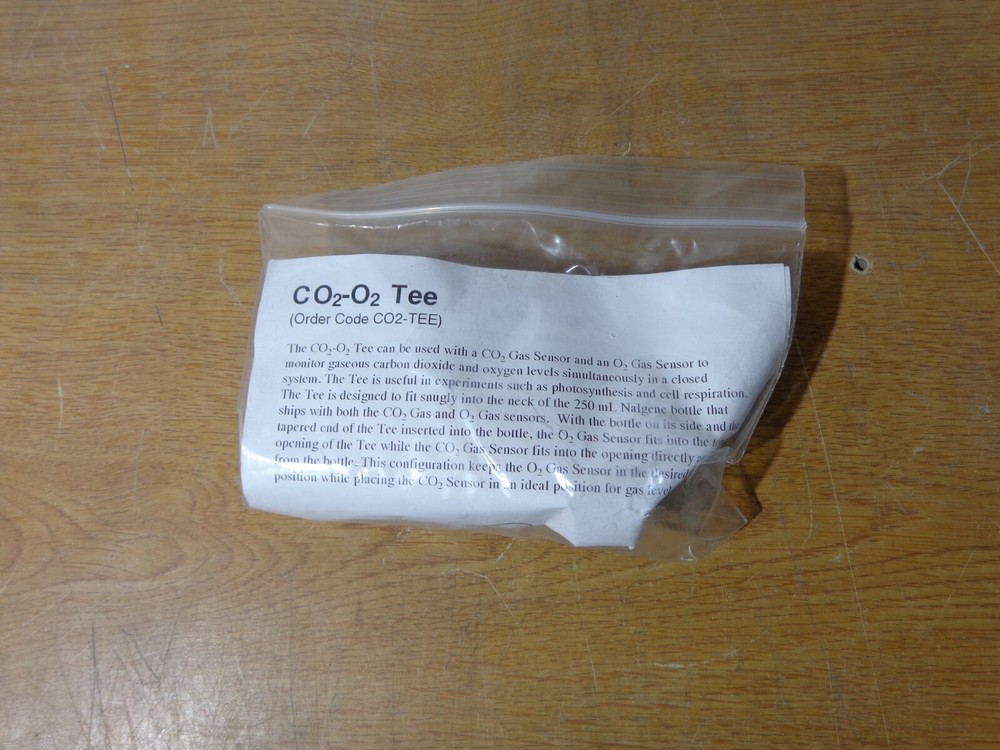 CO₂-O₂ Tee
(Order Code CO2-TEE)
The CO₂-O₂ Tee can be used with a CO₂ Gas Sensor and an O₂ Gas Sensor to
monitor gaseous carbon dioxide and oxygen levels simultaneously in a closed
system. The Tee is useful in experiments such as photosynthesis and cell respiration.
The Tee is designed to fit snugly into the neck of the 250 mL Nalgene bottle that
ships with both the CO₂ Gas and O₂ Gas sensors. With the bottle on its side and the
tapered end of the Tee inserted into the bottle, the O₂ Gas Sensor fits into the
opening of the Tee while the CO₂ Gas Sensor fits into the opening directly
from the bottle. This configuration keeps the O₂ Gas Sensor in the desired
position while placing the CO₂ Sensor in an ideal position for gas level